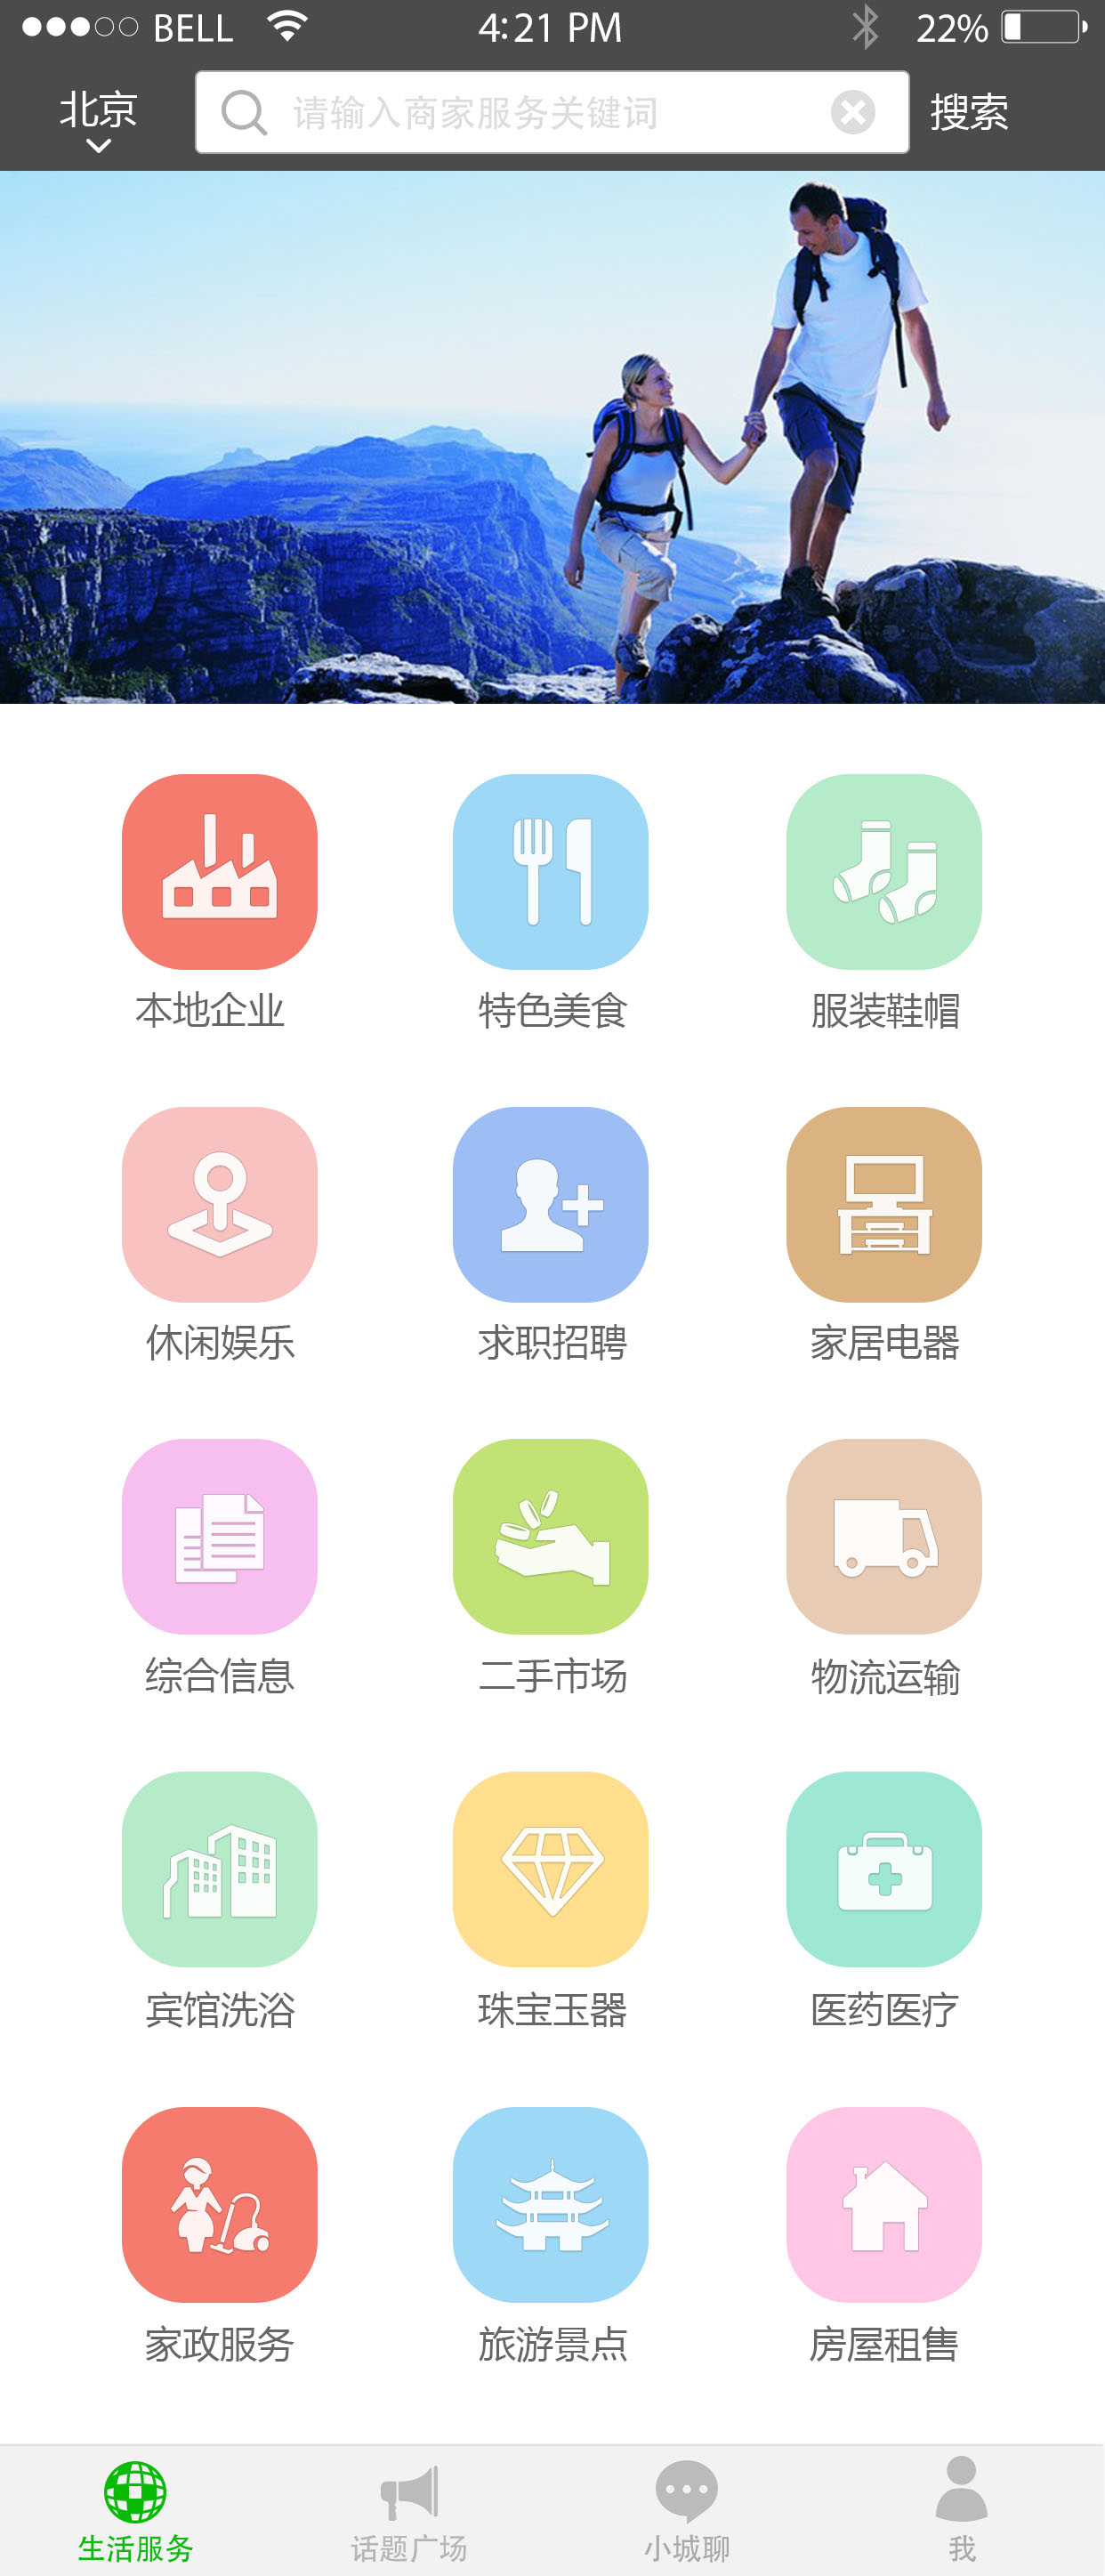 BELL 4:21 PM 22%
北京 请输入商家服务关键词 搜索
本地企业 特色美食 服装鞋帽
休闲娱乐 求职招聘 家居电器
综合信息 二手市场 物流运输
宾馆洗浴 珠宝玉器 医药医疗
家政服务 旅游景点 房屋租售
生活服务 话题广场 小城聊 我